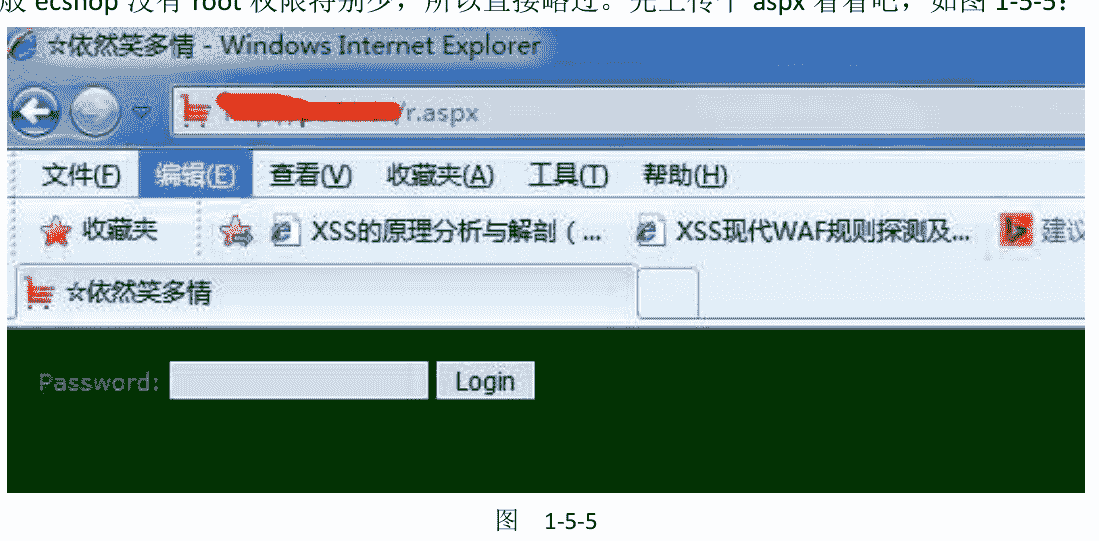 般 ecshop 没有 root 权限特别少，所以直接略过。先上传个 aspx 看看吧，如图 1-5-5：
☆依然笑多情 - Windows Internet Explorer
/r.aspx
文件(F) 编辑(E) 查看(V) 收藏夹(A) 工具(T) 帮助(H)
收藏夹 XSS的原理分析与解剖（... XSS现代WAF规则探测及... 建议
☆依然笑多情
Password: Login
图 1-5-5